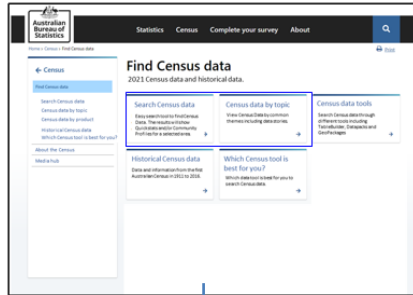 Australian
Bureau of
Statistics
Statistics Census Complete your survey About
Home > Census > Find Census data
Print
← Census
Find Census data
Search Census data
Census data by topic
Census data by product
Historical Census data
Which Census tool is best for you?
About the Census
Media hub
Find Census data
2021 Census data and historical data.
Search Census data
Easy search tool to find Census
Data. The results will show
QuickStats and/or Community
Profiles for a selected area.
Census data by topic
View Census Data by common
themes including data stories.
Census data tools
Search Census data through
different tools including
TableBuilder, Datapacks and
GeoPackages
Historical Census data
Data and information from the first
Australian Census in 1911 to 2016.
Which Census tool is
best for you?
Which data tool is best for you to
search Census data.